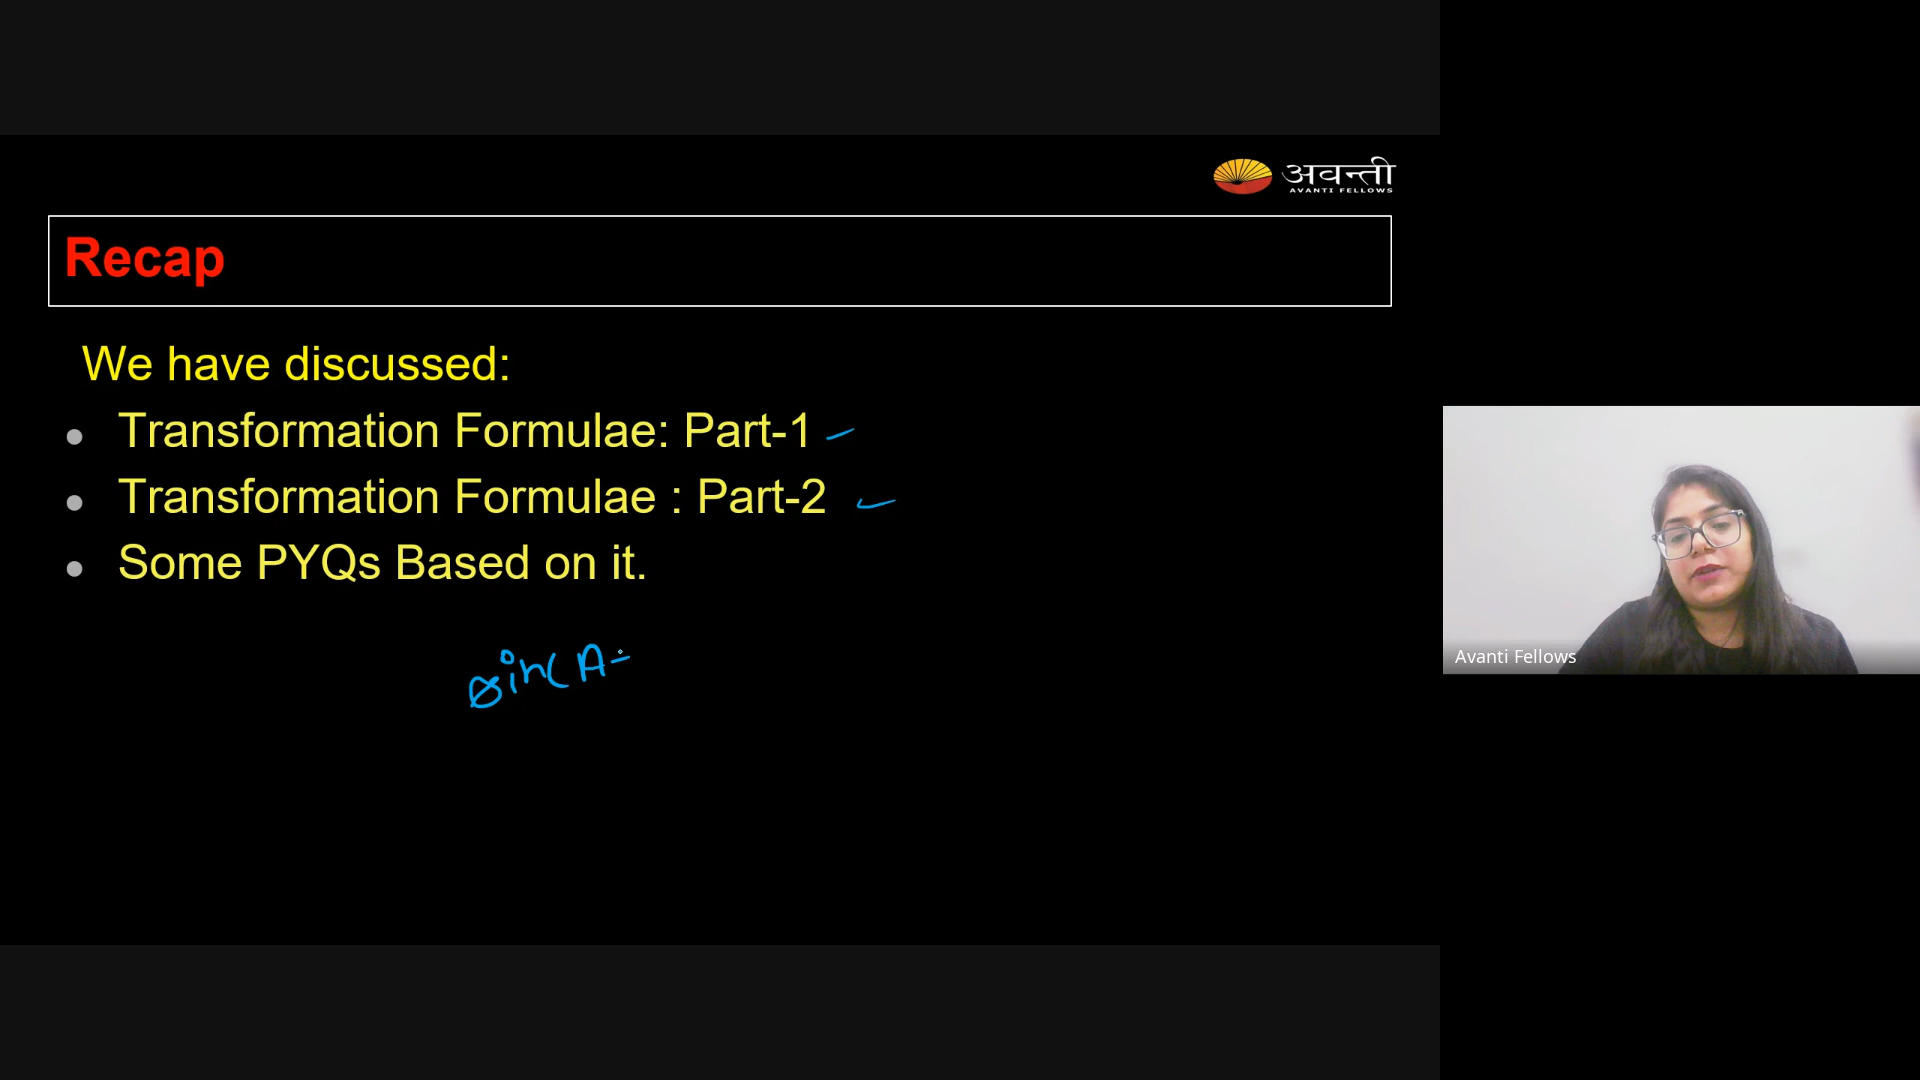 अवन्ती
AVANTI FELLOWS
Recap
We have discussed:
• Transformation Formulae: Part-1
• Transformation Formulae : Part-2
• Some PYQs Based on it.
sin(A-
Avanti Fellows